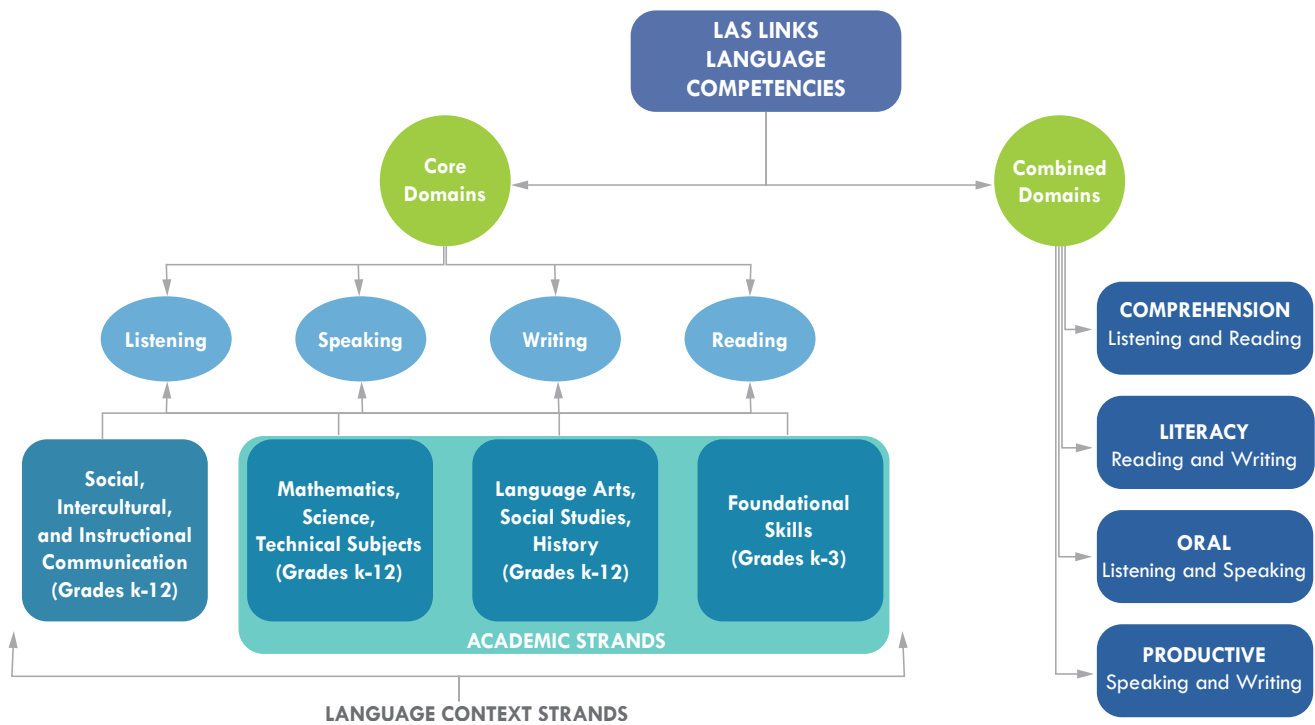 LAS LINKS
LANGUAGE
COMPETENCIES
Core
Domains
Combined
Domains
Listening
Speaking
Writing
Reading
Social,
Intercultural,
and Instructional
Communication
(Grades k-12)
Mathematics,
Science,
Technical Subjects
(Grades k-12)
Language Arts,
Social Studies,
History
(Grades k-12)
Foundational
Skills
(Grades k-3)
ACADEMIC STRANDS
LANGUAGE CONTEXT STRANDS
COMPREHENSION
Listening and Reading
LITERACY
Reading and Writing
ORAL
Listening and Speaking
PRODUCTIVE
Speaking and Writing